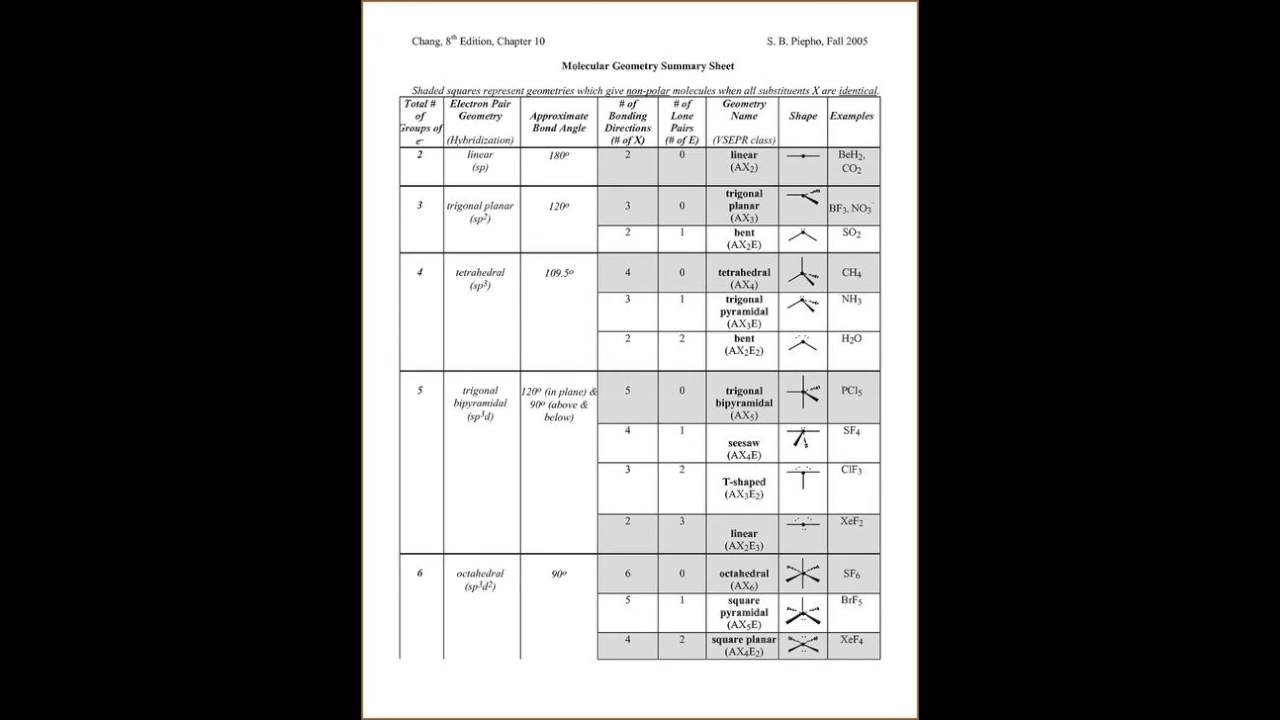 Chang, 8th Edition, Chapter 10 S. B. Piepho, Fall 2005
Molecular Geometry Summary Sheet
Shaded squares represent geometries which give non-polar molecules when all substituents X are identical.
Total # Electron Pair # of # of Geometry
of Geometry Approximate Bonding Lone Name Shape Examples
Groups of Bond Angle Directions Pairs
e- (Hybridization) (# of X) (# of E) (VSEPR class)
2 linear 180º 2 0 linear BeH2,
(sp) (AX2) CO2
trigonal
3 trigonal planar 120º 3 0 planar BF3, NO3-
(sp2) (AX3)
2 1 bent SO2
(AX2E)
4 tetrahedral 109.5º 4 0 tetrahedral CH4
(sp3) (AX4)
3 1 trigonal NH3
pyramidal
(AX3E)
2 2 bent H2O
(AX2E2)
5 trigonal 120º (in plane) & 5 0 trigonal PCl5
bipyramidal 90º (above & bipyramidal
(sp3d) below) (AX5)
4 1 SF4
seesaw
(AX4E)
3 2 ClF3
T-shaped
(AX3E2)
2 3 XeF2
linear
(AX2E3)
6 octahedral 90º 6 0 octahedral SF6
(sp3d2) (AX6)
5 1 square BrF5
pyramidal
(AX5E)
4 2 square planar XeF4
(AX4E2)